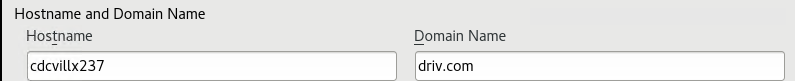 Hostname and Domain Name
Hostname Domain Name
cdcvillx237 driv.com